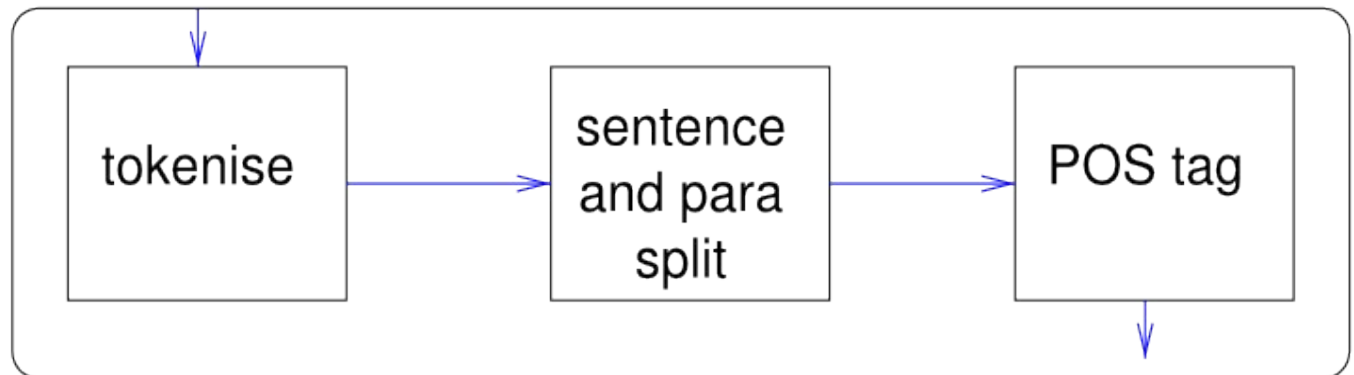 tokenise
sentence
and para
split
POS tag